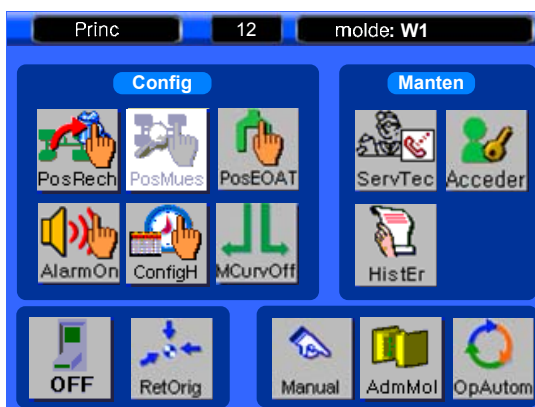 Princ 12 molde: W1
Config Manten
PosRech PosMues PosEOAT ServTec Acceder
AlarmOn ConfigH MCurvOff HistEr
OFF RetOrig Manual AdmMol OpAutom